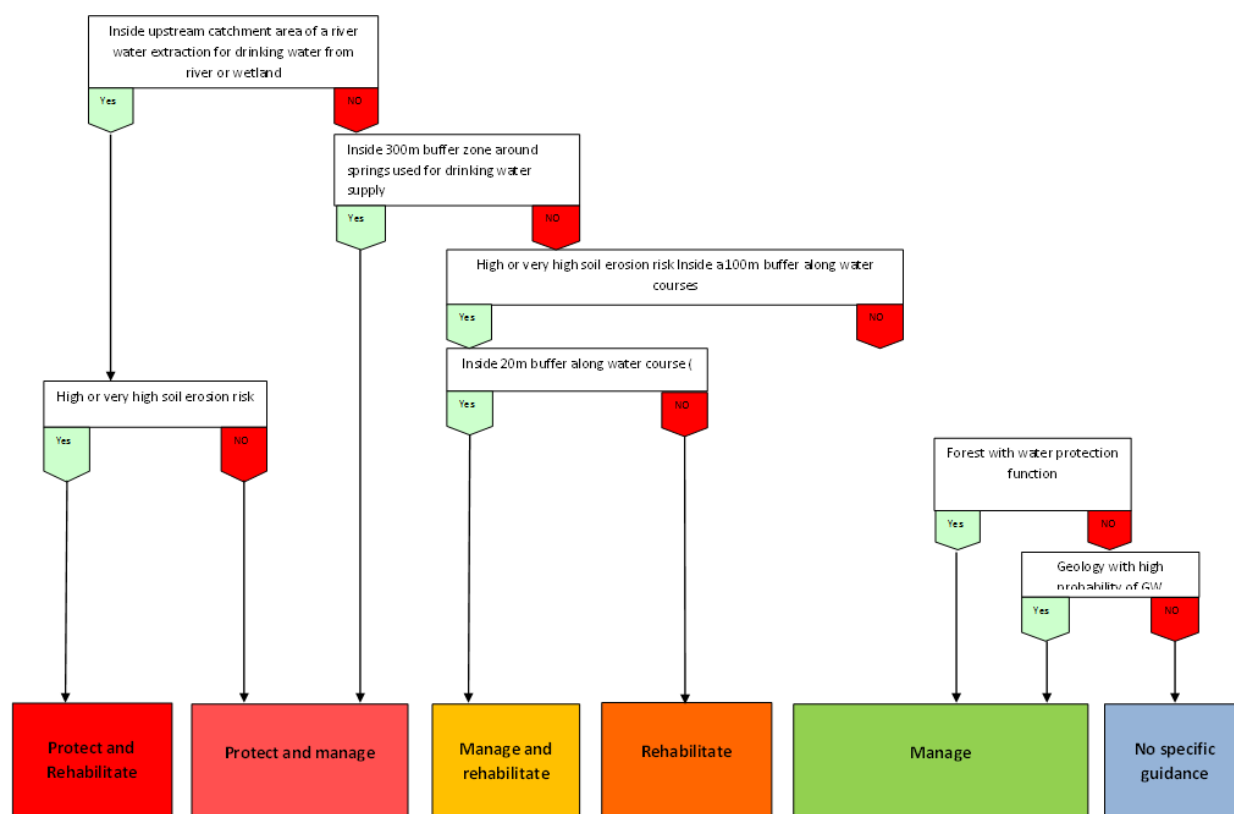 Inside upstream catchment area of a river
water extraction for drinking water from
river or wetland
Yes
NO
Inside 300m buffer zone around
springs used for drinking water
supply
Yes
NO
High or very high soil erosion risk Inside a100m buffer along water
courses
Yes
NO
Inside 20m buffer along water course (
Yes
NO
High or very high soil erosion risk
Yes
NO
Forest with water protection
function
Yes
NO
Geology with high
probability of GW
Yes
NO
Protect and
Rehabilitate
Protect and manage
Manage and
rehabilitate
Rehabilitate
Manage
No specific
guidance